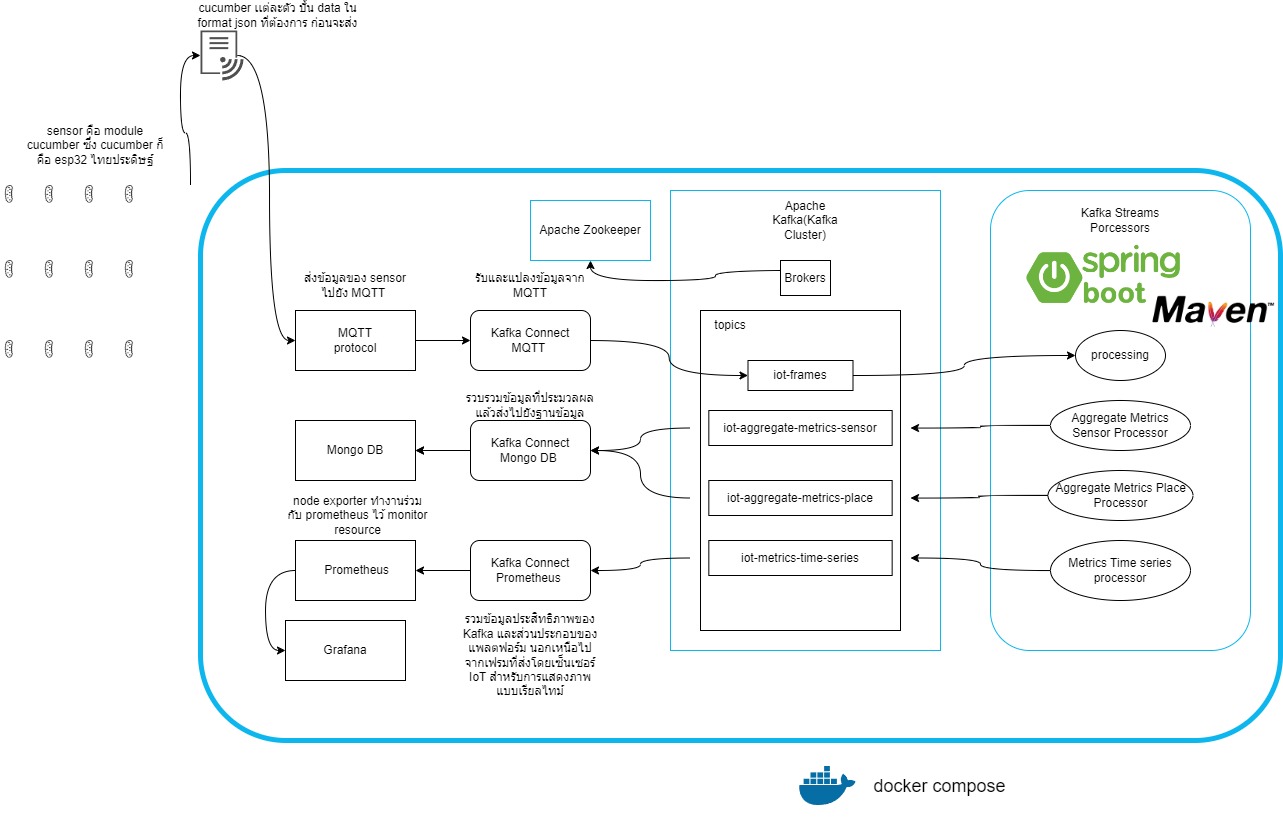 cucumber แต่ละตัว ปั้น data ใน
format json ที่ต้องการ ก่อนจะส่ง
sensor คือ module
cucumber ซึ่ง cucumber ก็
คือ esp32 ไทยประดิษฐ์
Apache Zookeeper
Apache
Kafka(Kafka
Cluster)
Brokers
Kafka Streams
Porcessors
spring
boot
Maven™
ส่งข้อมูลของ sensor
ไปยัง MQTT
MQTT
protocol
รับและแปลงข้อมูลจาก
MQTT
Kafka Connect
MQTT
topics
iot-frames
processing
รวบรวมข้อมูลที่ประมวลผล
แล้วส่งไปยังฐานข้อมูล
Mongo DB
Kafka Connect
Mongo DB
iot-aggregate-metrics-sensor
Aggregate Metrics
Sensor Processor
iot-aggregate-metrics-place
Aggregate Metrics Place
Processor
node exporter ทำงานร่วม
กับ prometheus ไว้ monitor
resource
Prometheus
Kafka Connect
Prometheus
iot-metrics-time-series
Metrics Time series
processor
Grafana
รวมข้อมูลประสิทธิภาพของ
Kafka และส่วนประกอบของ
แพลตฟอร์ม นอกเหนือไป
จากเฟรมที่ส่งโดยเซ็นเซอร์
IoT สำหรับการแสดงภาพ
แบบเรียลไทม์
docker compose